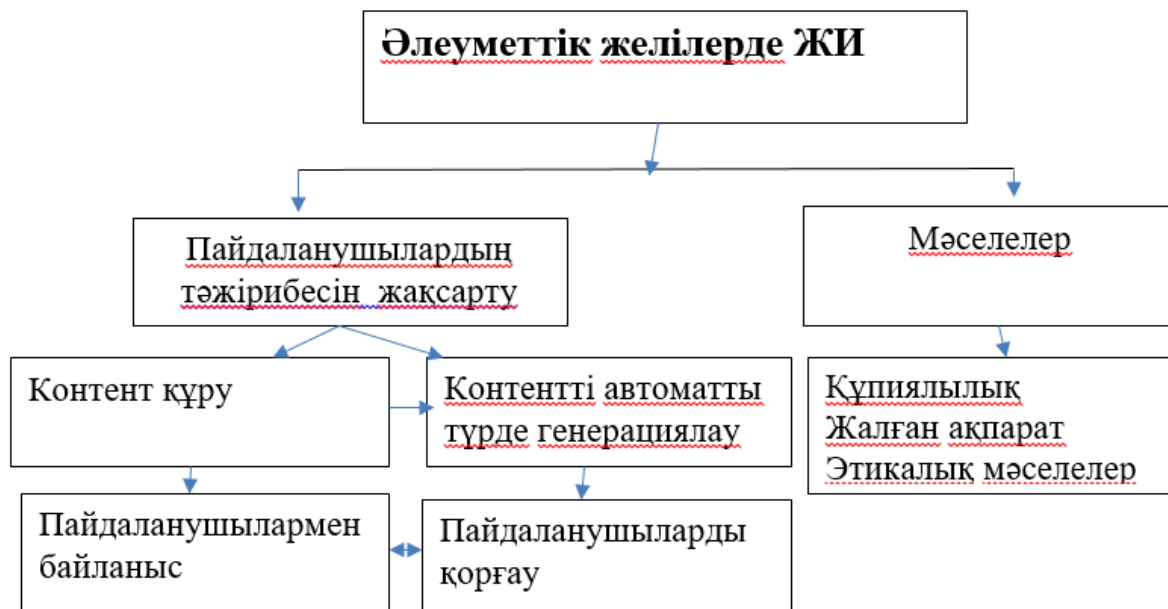 Әлеуметтік желілерде ЖИ
Пайдаланушылардың
тәжірибесін жақсарту
Мәселелер
Контент құру
Контентті автоматты
түрде генерациялау
Құпиялылық
Жалған ақпарат
Этикалық мәселелер
Пайдаланушылармен
байланыс
Пайдаланушыларды
қорғау